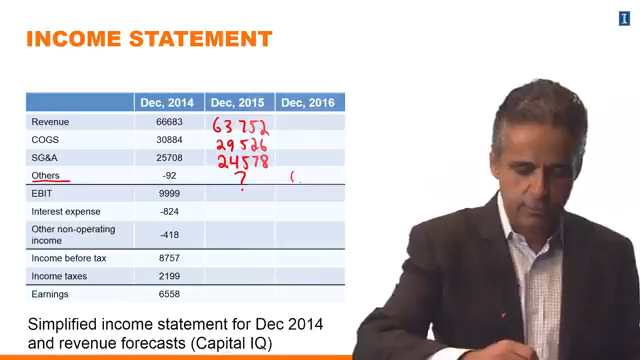 I
INCOME STATEMENT
Dec, 2014 Dec, 2015 Dec, 2016
Revenue 66683 63752
COGS 30884 29526
SG&A 25708 24578
Others -92 ? (
EBIT 9999
Interest expense -824
Other non-operating
income -418
Income before tax 8757
Income taxes 2199
Earnings 6558
Simplified income statement for Dec 2014
and revenue forecasts (Capital IQ)